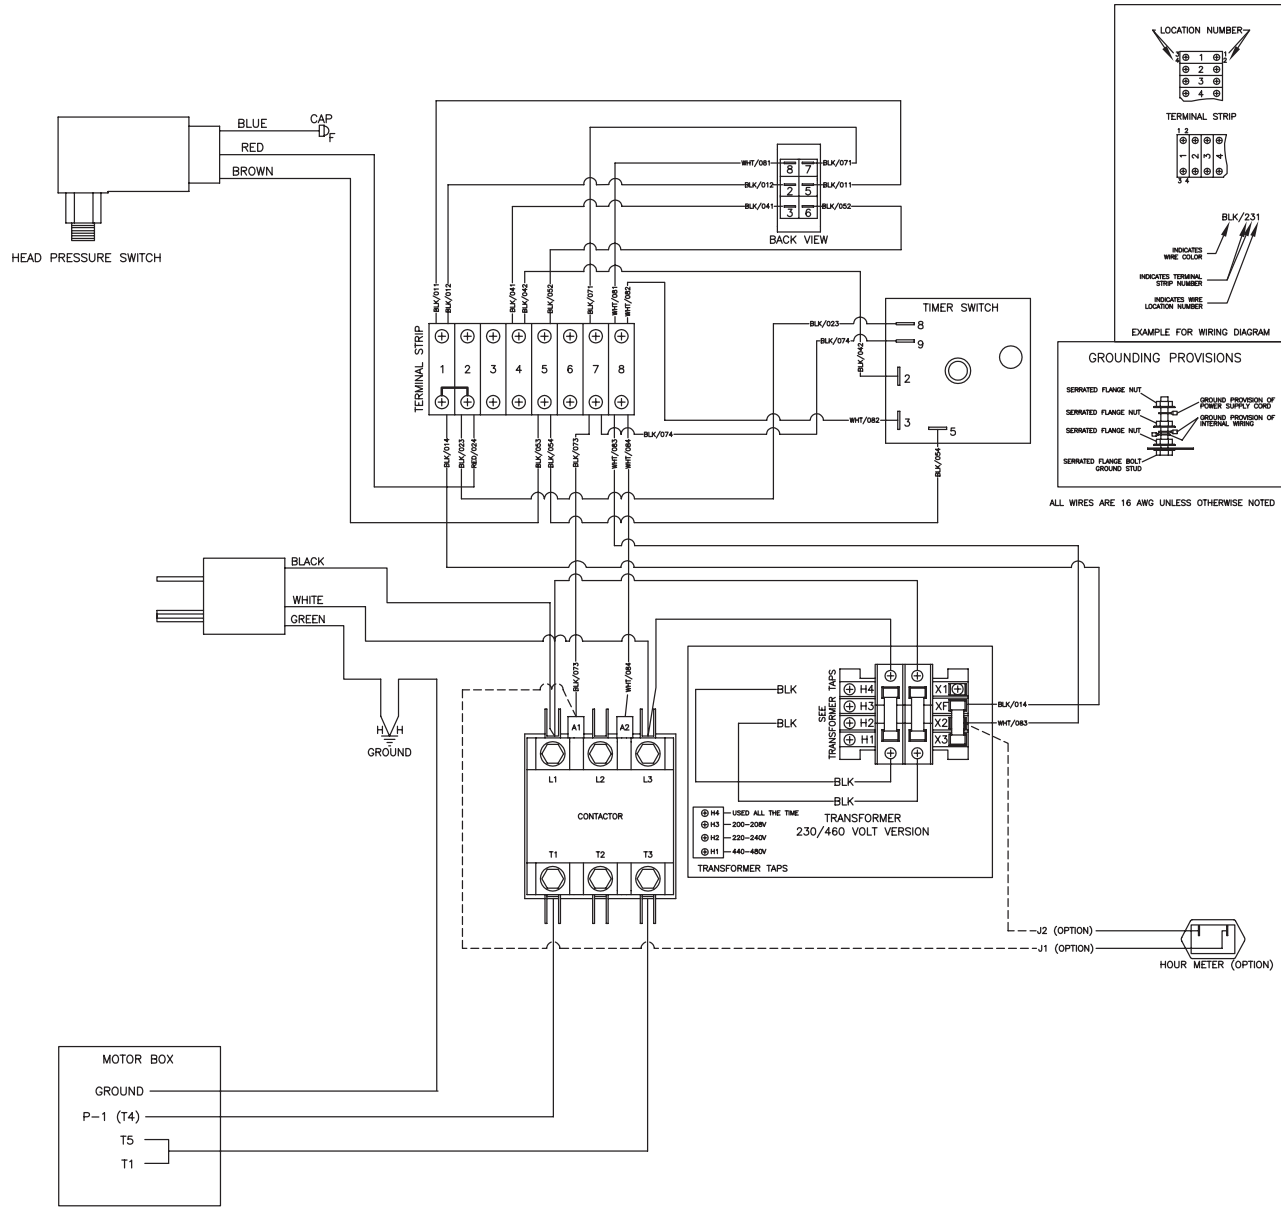 LOCATION NUMBER
3 1 1
4 2
2
3
4
TERMINAL STRIP
1 2
1 2 3 4
3 4
BLK/231
INDICATES
WIRE COLOR
INDICATES TERMINAL
STRIP NUMBER
INDICATES WIRE
LOCATION NUMBER
EXAMPLE FOR WIRING DIAGRAM
GROUNDING PROVISIONS
SERRATED FLANGE NUT
GROUND PROVISION OF
POWER SUPPLY CORD
SERRATED FLANGE NUT
GROUND PROVISION OF
INTERNAL WIRING
SERRATED FLANGE NUT
SERRATED FLANGE BOLT
GROUND STUD
ALL WIRES ARE 16 AWG UNLESS OTHERWISE NOTED
BLUE
CAP
F
RED
BROWN
HEAD PRESSURE SWITCH
WHT/081
8 7
BLK/071
BLK/012
2 5
BLK/011
BLK/041
3 6
BLK/052
BACK VIEW
BLK/011
BLK/012
BLK/041
BLK/042
BLK/052
BLK/071
WHT/081
WHT/082
TERMINAL STRIP
1 2 3 4 5 6 7 8
BLK/014
BLK/023
RED/024
BLK/053
BLK/054
BLK/073
BLK/074
WHT/083
WHT/084
TIMER SWITCH
BLK/023
8
BLK/074
9
BLK/042
2
WHT/082
3
5
BLK/054
BLACK
WHITE
GREEN
H H
GROUND
BLK/073
WHT/084
A1 A2
L1 L2 L3
CONTACTOR
T1 T2 T3
BLK
BLK
BLK
BLK
SEE
TRANSFORMER TAPS
H4
H3
H2
H1
X1
XF
X2
X3
BLK/014
WHT/083
TRANSFORMER
230/460 VOLT VERSION
H4 USED ALL THE TIME
H3 200-208V
H2 220-240V
H1 440-480V
TRANSFORMER TAPS
J2 (OPTION)
J1 (OPTION)
HOUR METER (OPTION)
MOTOR BOX
GROUND
P-1 (T4)
T5
T1